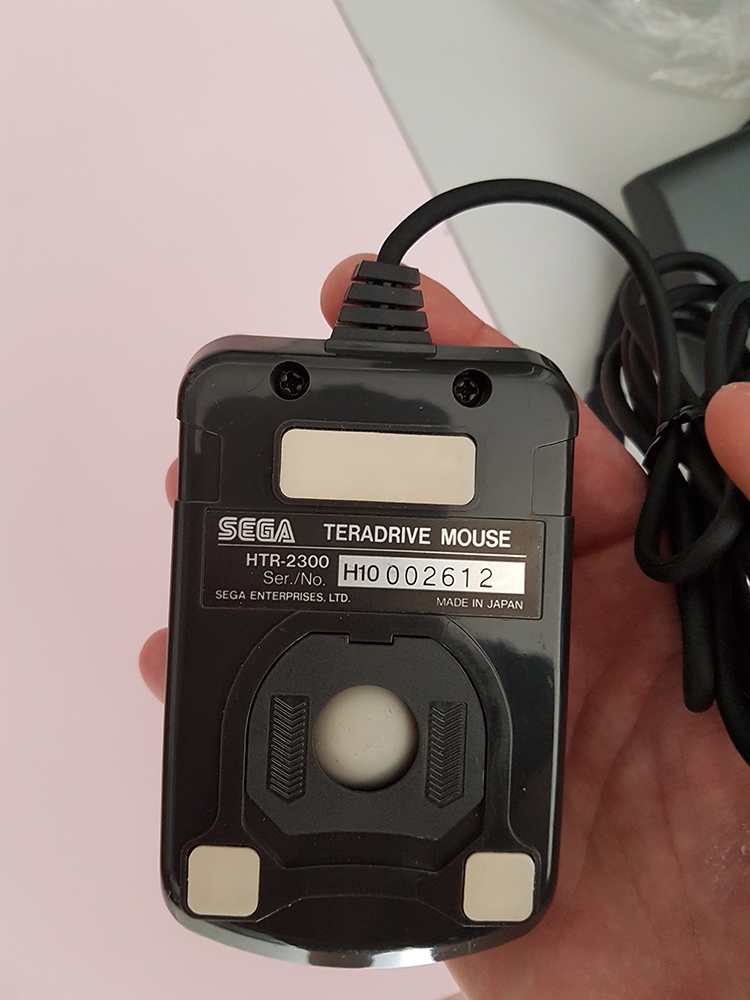 SEGA TERADRIVE MOUSE
HTR-2300
Ser./No. H10 002612
SEGA ENTERPRISES, LTD. MADE IN JAPAN